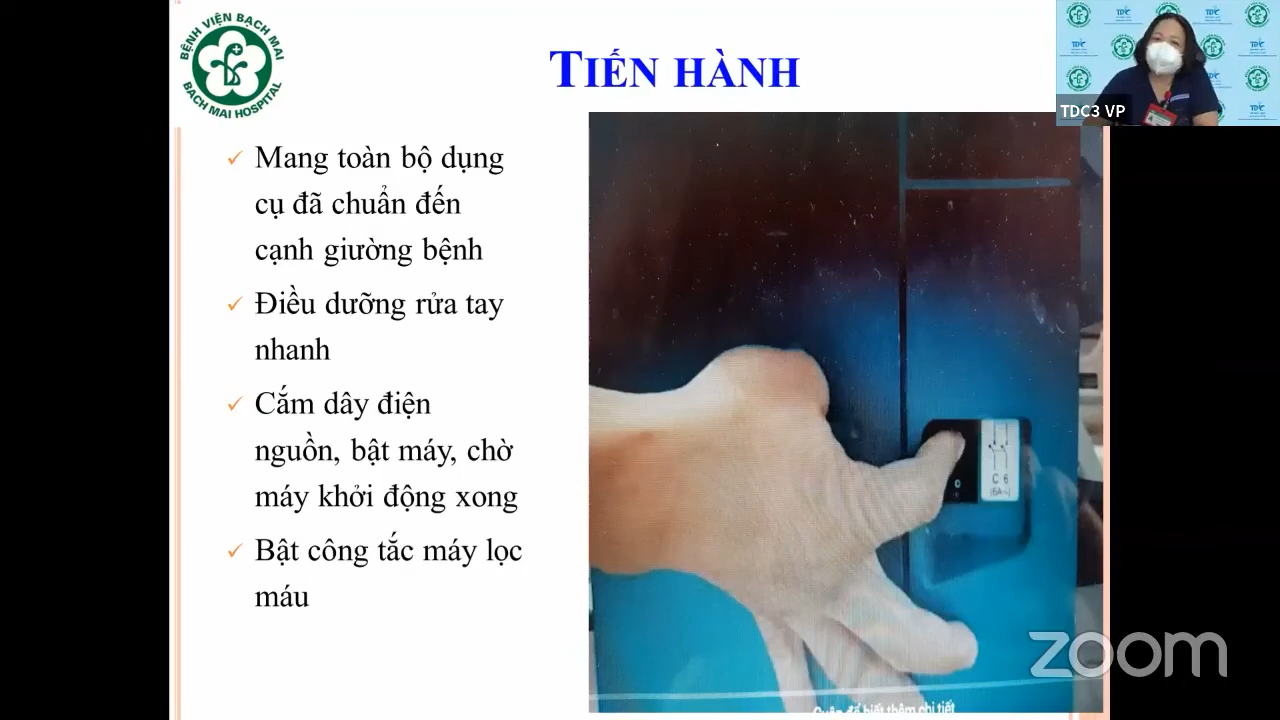 BỆNH VIỆN BẠCH MAI
BACH MAI HOSPITAL
TIẾN HÀNH
TDC3 VP
Mang toàn bộ dụng
cụ đã chuẩn đến
cạnh giường bệnh
Điều dưỡng rửa tay
nhanh
Cắm dây điện
nguồn, bật máy, chờ
máy khởi động xong
Bật công tắc máy lọc
máu
C 6
zoom